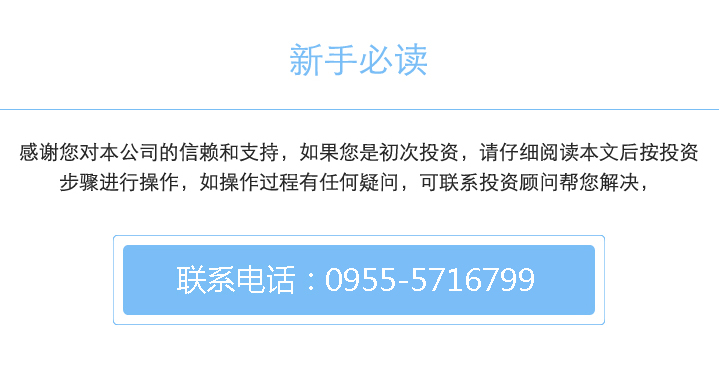 新手必读
感谢您对本公司的信赖和支持，如果您是初次投资，请仔细阅读本文后按投资
步骤进行操作，如操作过程有任何疑问，可联系投资顾问帮您解决，
联系电话：0955-5716799